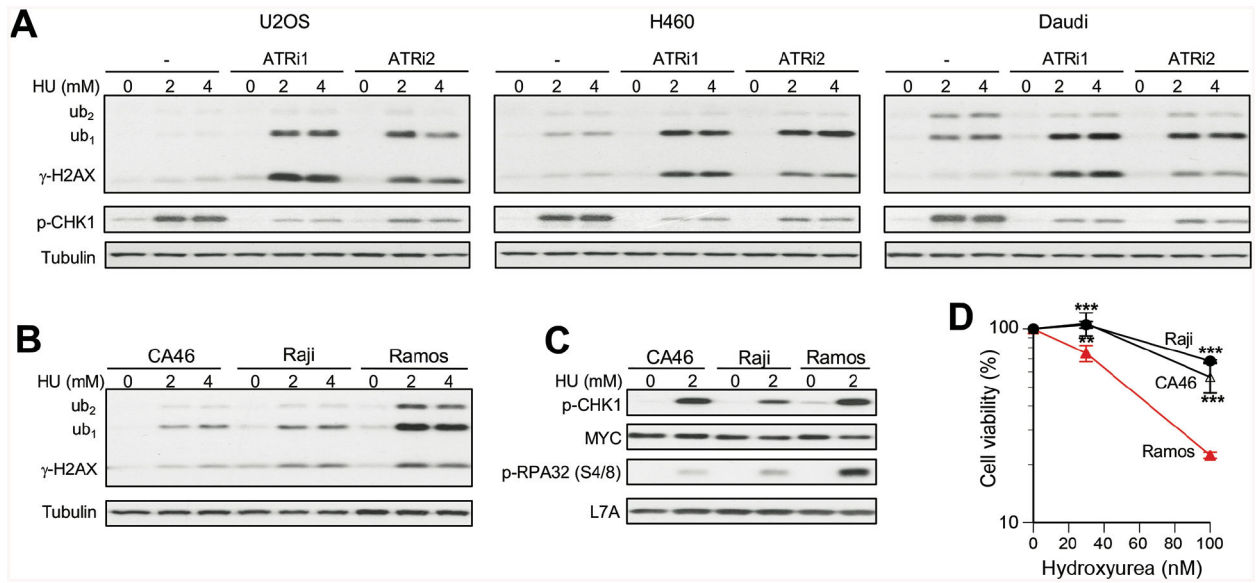 A
U2OS H460 Daudi
- ATRi1 ATRi2 - ATRi1 ATRi2 - ATRi1 ATRi2
HU (mM) 0 2 4 0 2 4 0 2 4 0 2 4 0 2 4 0 2 4 0 2 4 0 2 4 0 2 4
ub2
ub1
γ-H2AX
p-CHK1
Tubulin
B
CA46 Raji Ramos
HU (mM) 0 2 4 0 2 4 0 2 4
ub2
ub1
γ-H2AX
Tubulin
C
CA46 Raji Ramos
HU (mM) 0 2 0 2 0 2
p-CHK1
MYC
p-RPA32 (S4/8)
L7A
D
Cell viability (%)
100
10
***
**
Raji ***
CA46
***
Ramos
0 20 40 60 80 100
Hydroxyurea (nM)